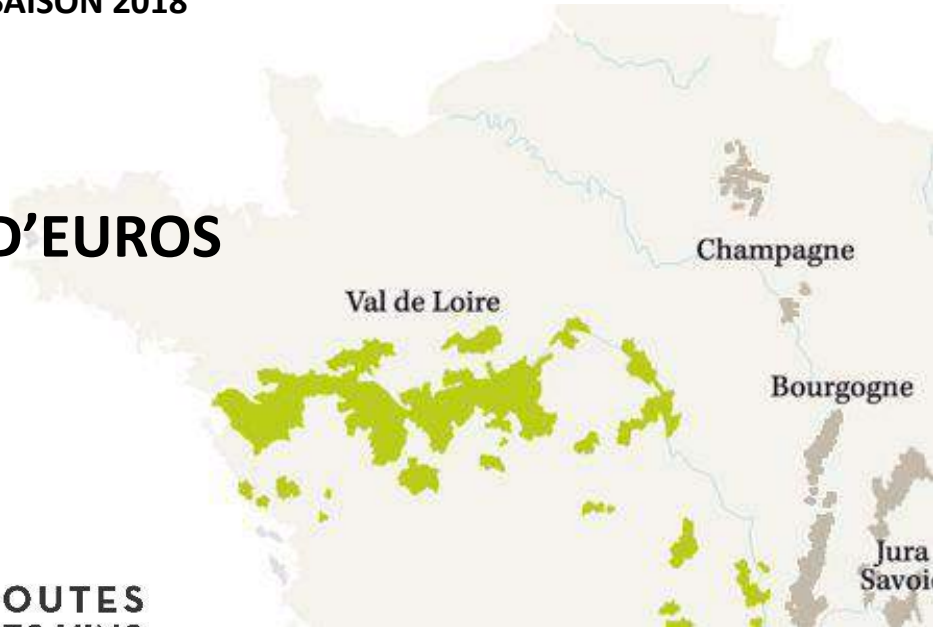 SAISON 2018
D'EUROS
Champagne
Val de Loire
Bourgogne
Jura
Savoi
OUTES